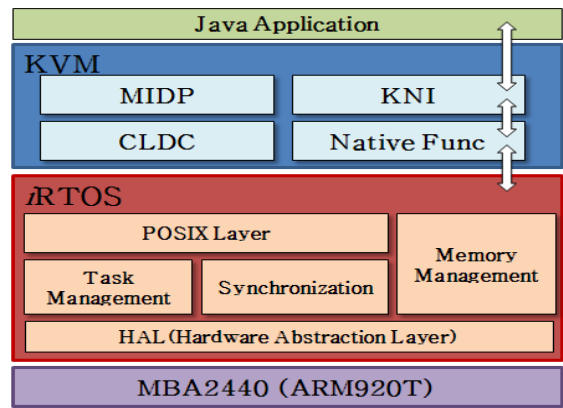 Java Application
KVM
MIDP
KNI
CLDC
Native Func
iRTOS
POSIX Layer
Memory
Management
Task
Management
Synchronization
HAL(Hardware Abstraction Layer)
MBA2440 (ARM920T)